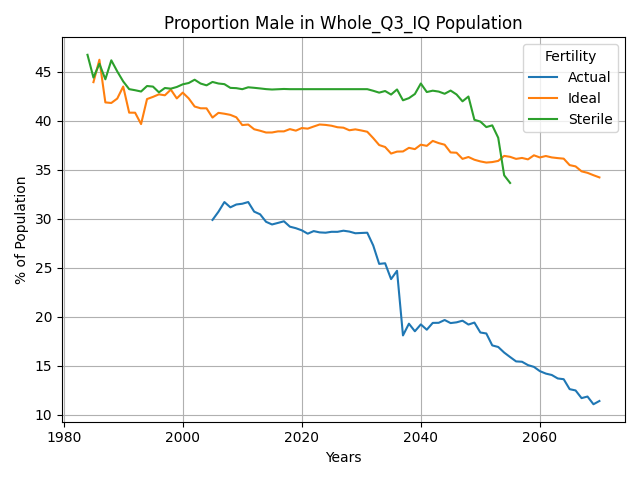 Proportion Male in Whole_Q3_IQ Population
Fertility
Actual
Ideal
Sterile
% of Population
45
40
35
30
25
20
15
10
1980
2000
2020
2040
2060
Years